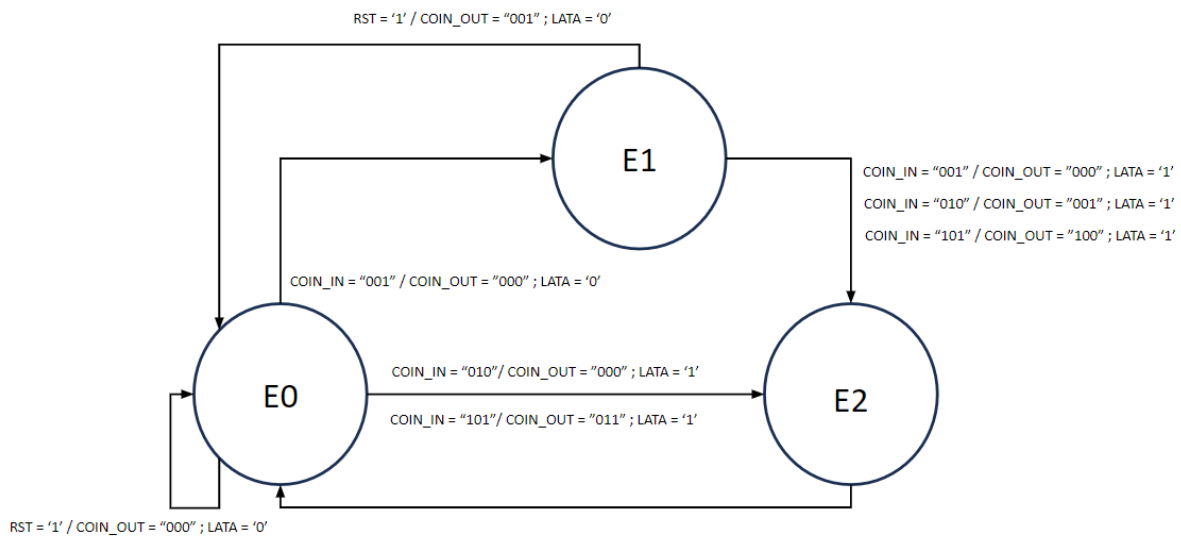 RST = ‘1’ / COIN_OUT = “001” ; LATA = ‘0’
E1
COIN_IN = “001” / COIN_OUT = ”000” ; LATA = ‘1’
COIN_IN = “010” / COIN_OUT = ”001” ; LATA = ‘1’
COIN_IN = “101” / COIN_OUT = ”100” ; LATA = ‘1’
COIN_IN = “001” / COIN_OUT = ”000” ; LATA = ‘0’
COIN_IN = “010”/ COIN_OUT = ”000” ; LATA = ‘1’
E0
E2
COIN_IN = “101”/ COIN_OUT = ”011” ; LATA = ‘1’
RST = ‘1’ / COIN_OUT = “000” ; LATA = ‘0’